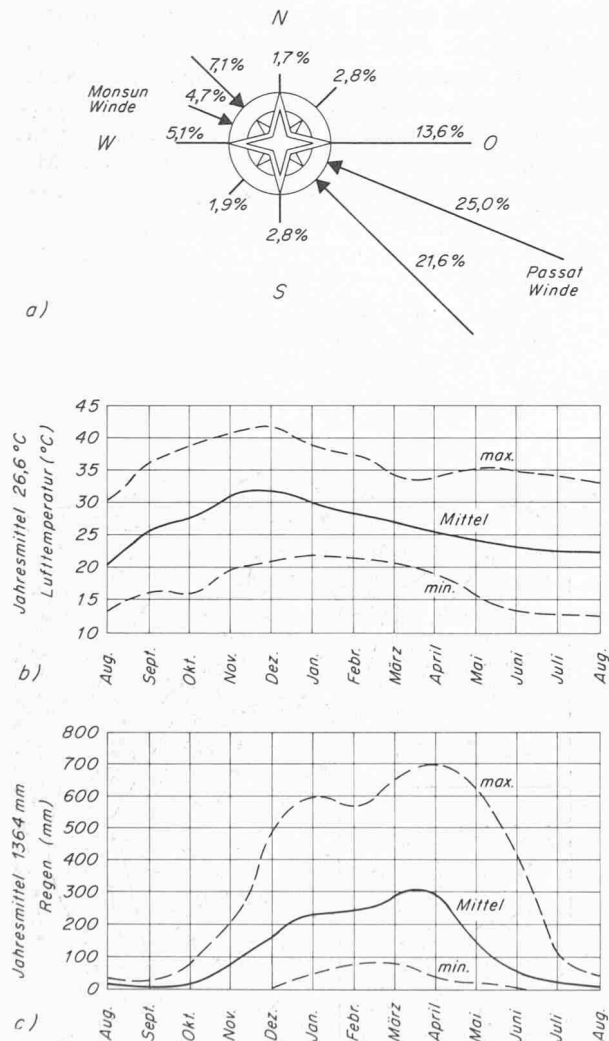 N
7,1%
1,7%
2,8%
Monsun
Winde
4,7%
W
5,1%
13,6%
O
1,9%
2,8%
25,0%
21,6%
Passat
Winde
S
a)
Jahresmittel 26,6 °C
Lufttemperatur (°C)
45
40
35
30
25
20
15
10
max.
Mittel
min.
Aug.
Sept.
Okt.
Nov.
Dez.
Jan.
Febr.
März
April
Mai
Juni
Juli
Aug.
b)
Jahresmittel 1364 mm
Regen (mm)
800
700
600
500
400
300
200
100
0
max.
Mittel
min.
Aug.
Sept.
Okt.
Nov.
Dez.
Jan.
Febr.
März
April
Mai
Juni
Juli
Aug.
c)